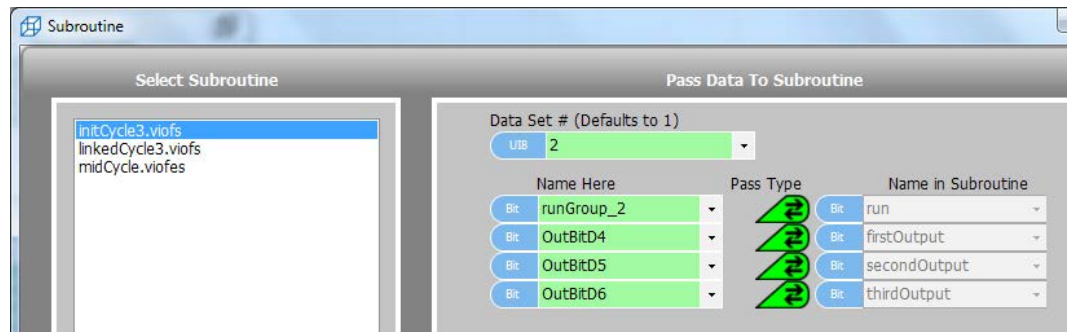 Subroutine
Select Subroutine
Pass Data To Subroutine
initCycle3.viofs
linkedCycle3.viofs
midCycle.viofes
Data Set # (Defaults to 1)
UI8 2
Name Here Pass Type Name in Subroutine
Bit runGroup_2 Bit run
Bit OutBitD4 Bit firstOutput
Bit OutBitD5 Bit secondOutput
Bit OutBitD6 Bit thirdOutput